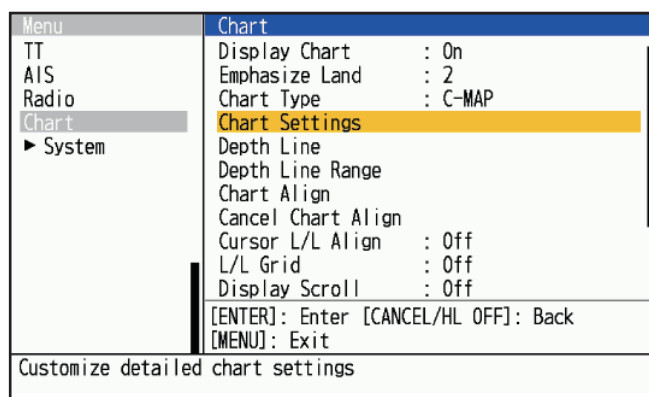 Menu
TT
AIS
Radio
Chart
► System
Chart
Display Chart : On
Emphasize Land : 2
Chart Type : C-MAP
Chart Settings
Depth Line
Depth Line Range
Chart Align
Cancel Chart Align
Cursor L/L Align : Off
L/L Grid : Off
Display Scroll : Off
[ENTER]: Enter [CANCEL/HL OFF]: Back
[MENU]: Exit
Customize detailed chart settings